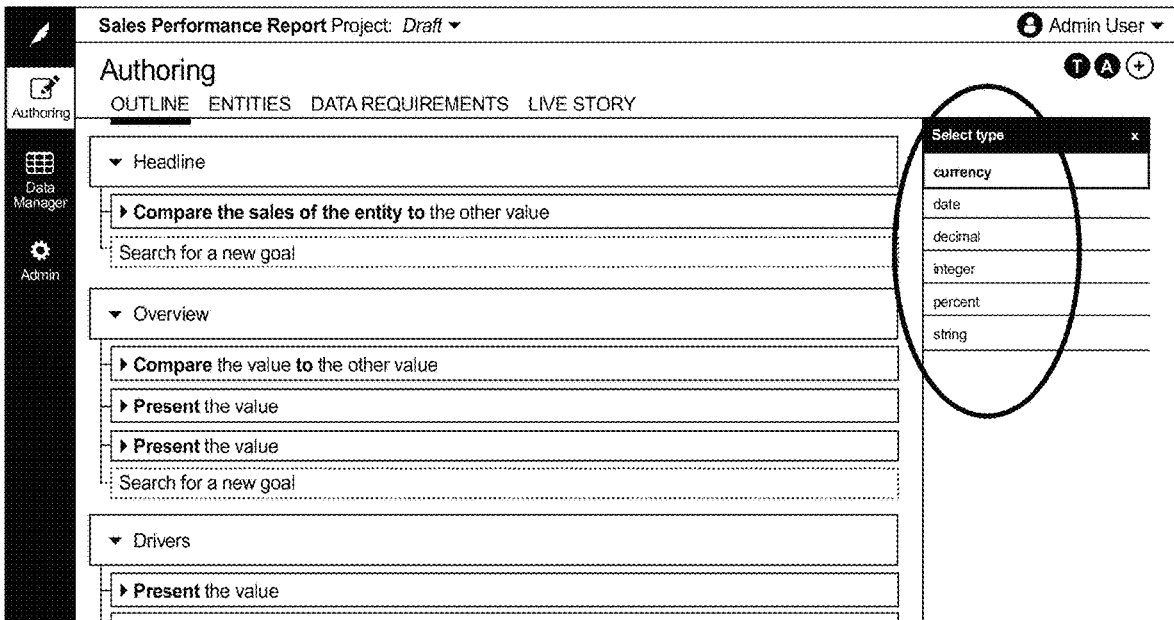 Sales Performance Report Project: Draft
Admin User
Authoring
T A +
Authoring
OUTLINE ENTITIES DATA REQUIREMENTS LIVE STORY
Select type x
Headline
currency
Data Manager
date
Compare the sales of the entity to the other value
decimal
Search for a new goal
Admin
integer
percent
Overview
string
Compare the value to the other value
Present the value
Present the value
Search for a new goal
Drivers
Present the value